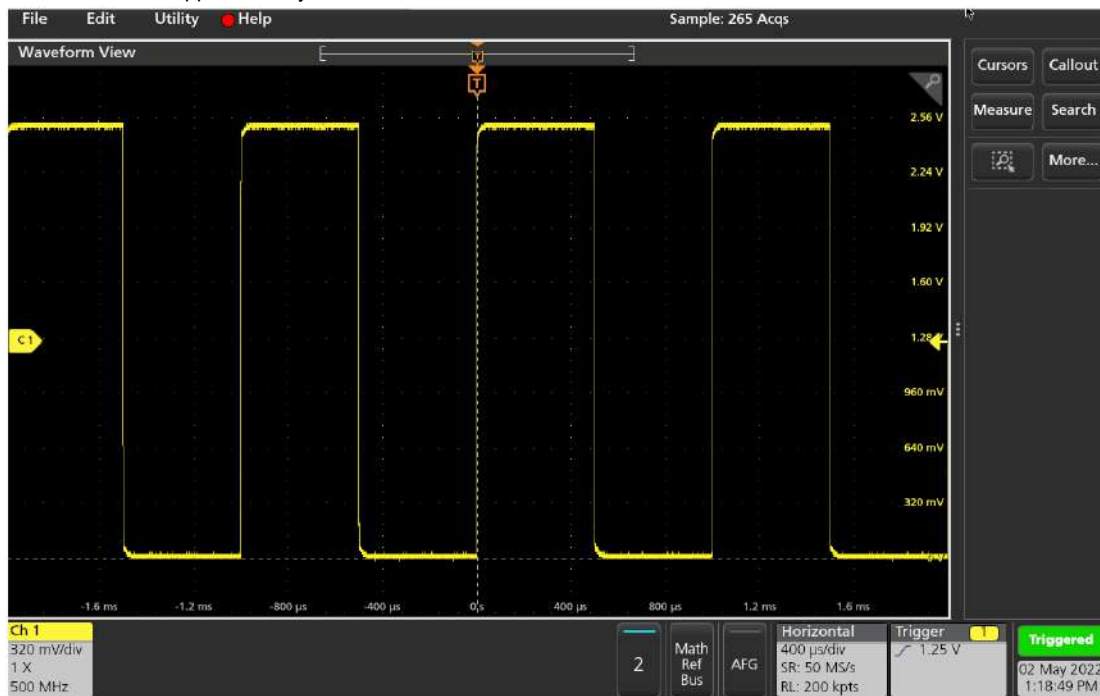 File Edit Utility Help Sample: 265 Acqs
Waveform View
T
T
Cursors Callout
Measure Search
More...
2.56 V
2.24 V
1.92 V
1.60 V
C1
1.28
960 mV
640 mV
320 mV
-1.6 ms -1.2 ms -800 µs -400 µs 0 s 400 µs 800 µs 1.2 ms 1.6 ms
Ch 1
320 mV/div
1 X
500 MHz
2
Math
Ref
Bus
AFG
Horizontal
400 µs/div
SR: 50 MS/s
RL: 200 kpts
Trigger 1
1.25 V
Triggered
02 May 2022
1:18:49 PM